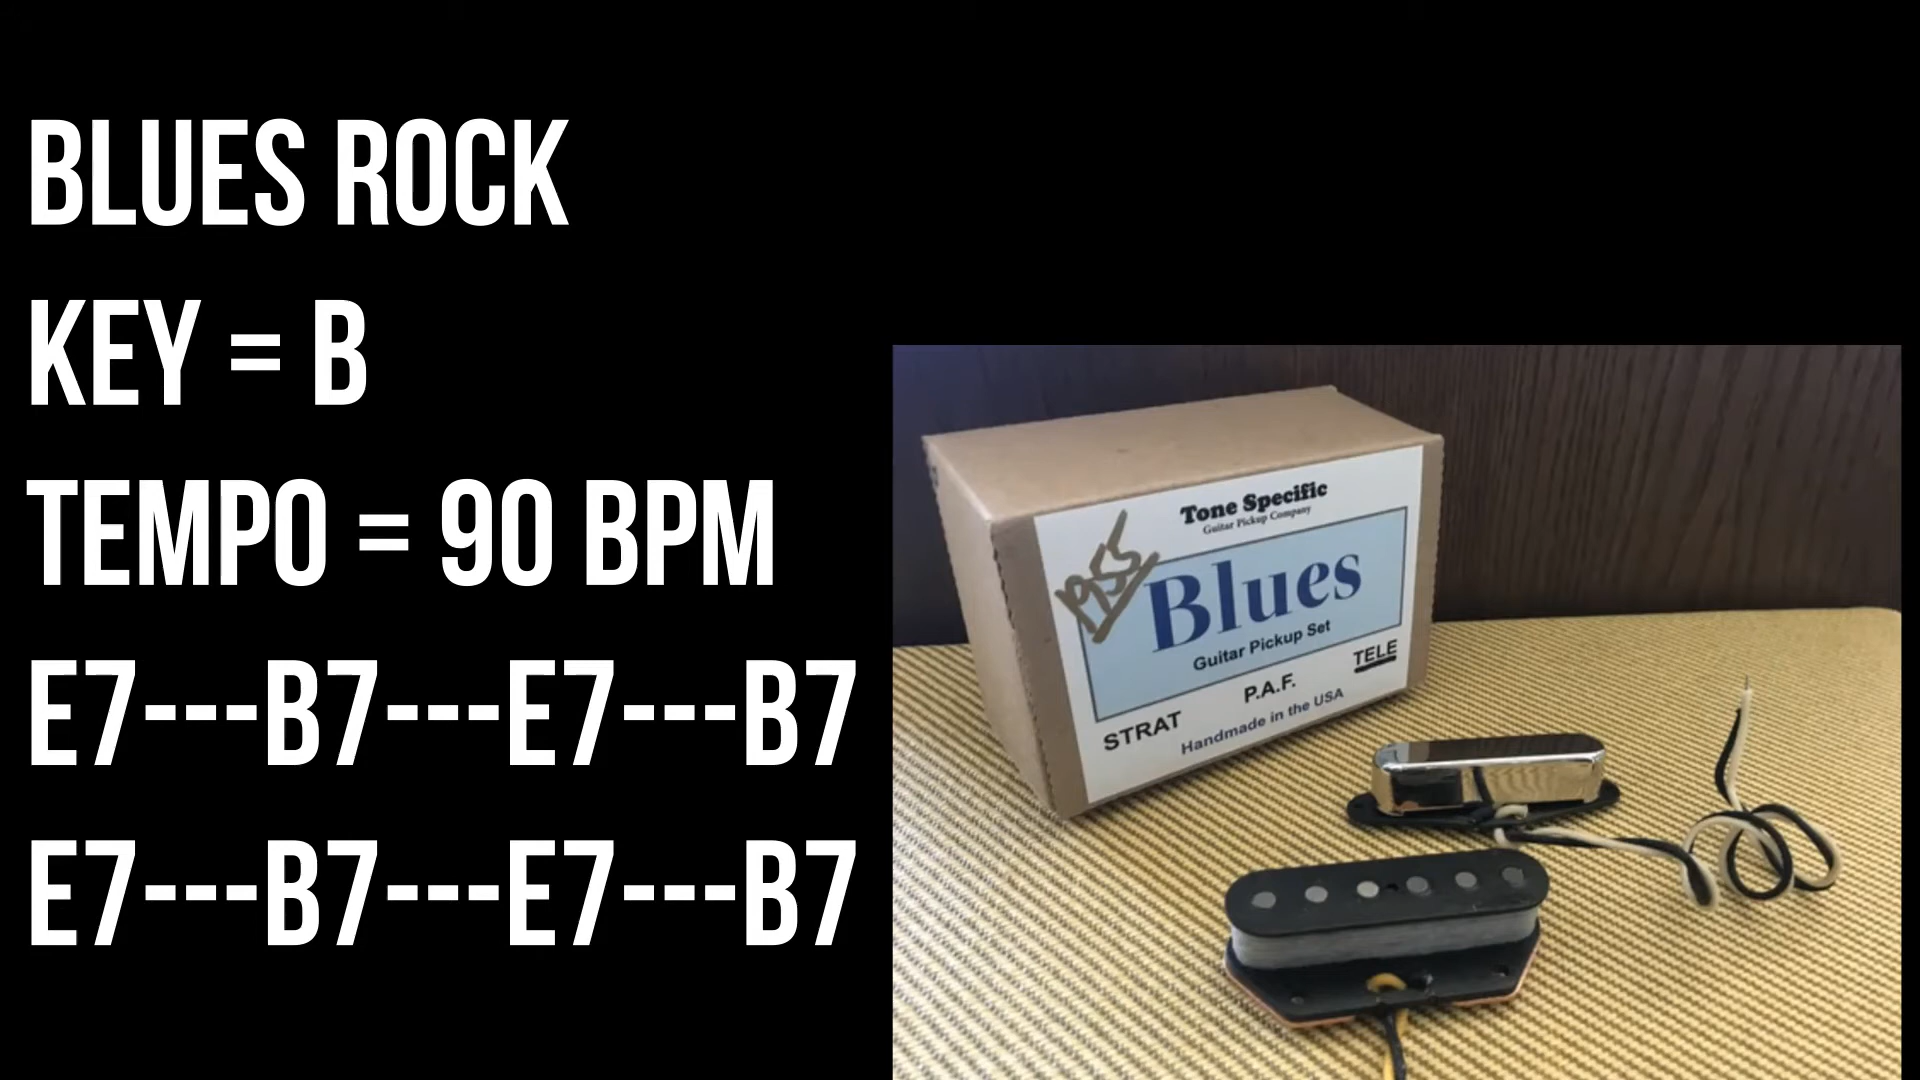 BLUES ROCK
KEY = B
TEMPO = 90 BPM
E7---B7---E7---B7
E7---B7---E7---B7
Tone Specific
Guitar Pickup Company
Blues
Guitar Pickup Set
STRAT P.A.F. TELE
Handmade in the USA